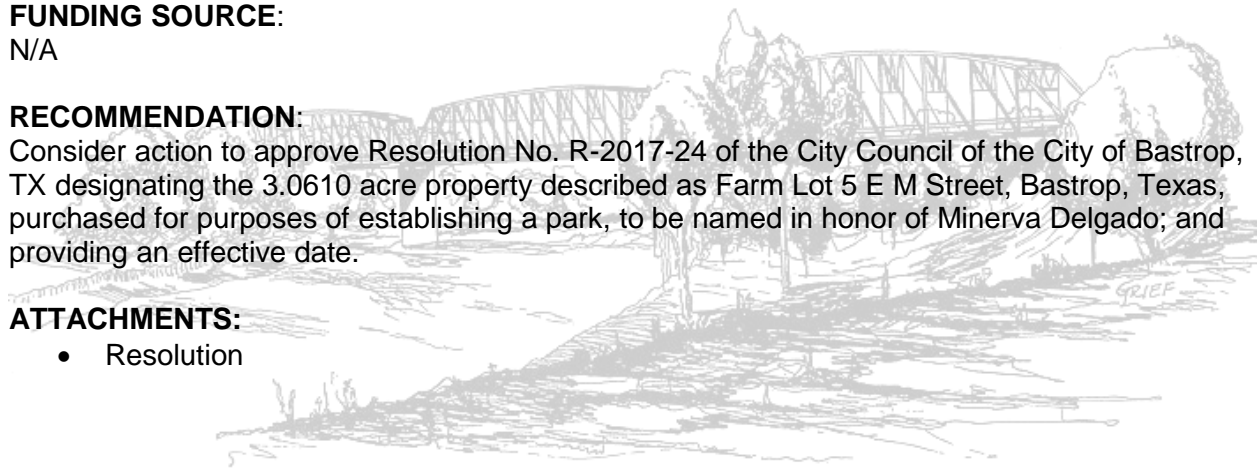 FUNDING SOURCE:
N/A
RECOMMENDATION:
Consider action to approve Resolution No. R-2017-24 of the City Council of the City of Bastrop,
TX designating the 3.0610 acre property described as Farm Lot 5 E M Street, Bastrop, Texas,
purchased for purposes of establishing a park, to be named in honor of Minerva Delgado; and
providing an effective date.
ATTACHMENTS:
• Resolution
GRIEF